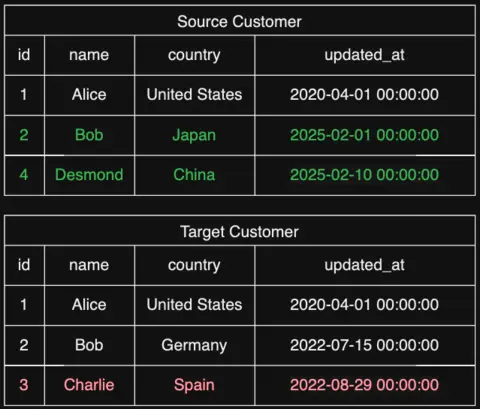 Source Customer
id name country updated_at
1 Alice United States 2020-04-01 00:00:00
2 Bob Japan 2025-02-01 00:00:00
4 Desmond China 2025-02-10 00:00:00
Target Customer
id name country updated_at
1 Alice United States 2020-04-01 00:00:00
2 Bob Germany 2022-07-15 00:00:00
3 Charlie Spain 2022-08-29 00:00:00